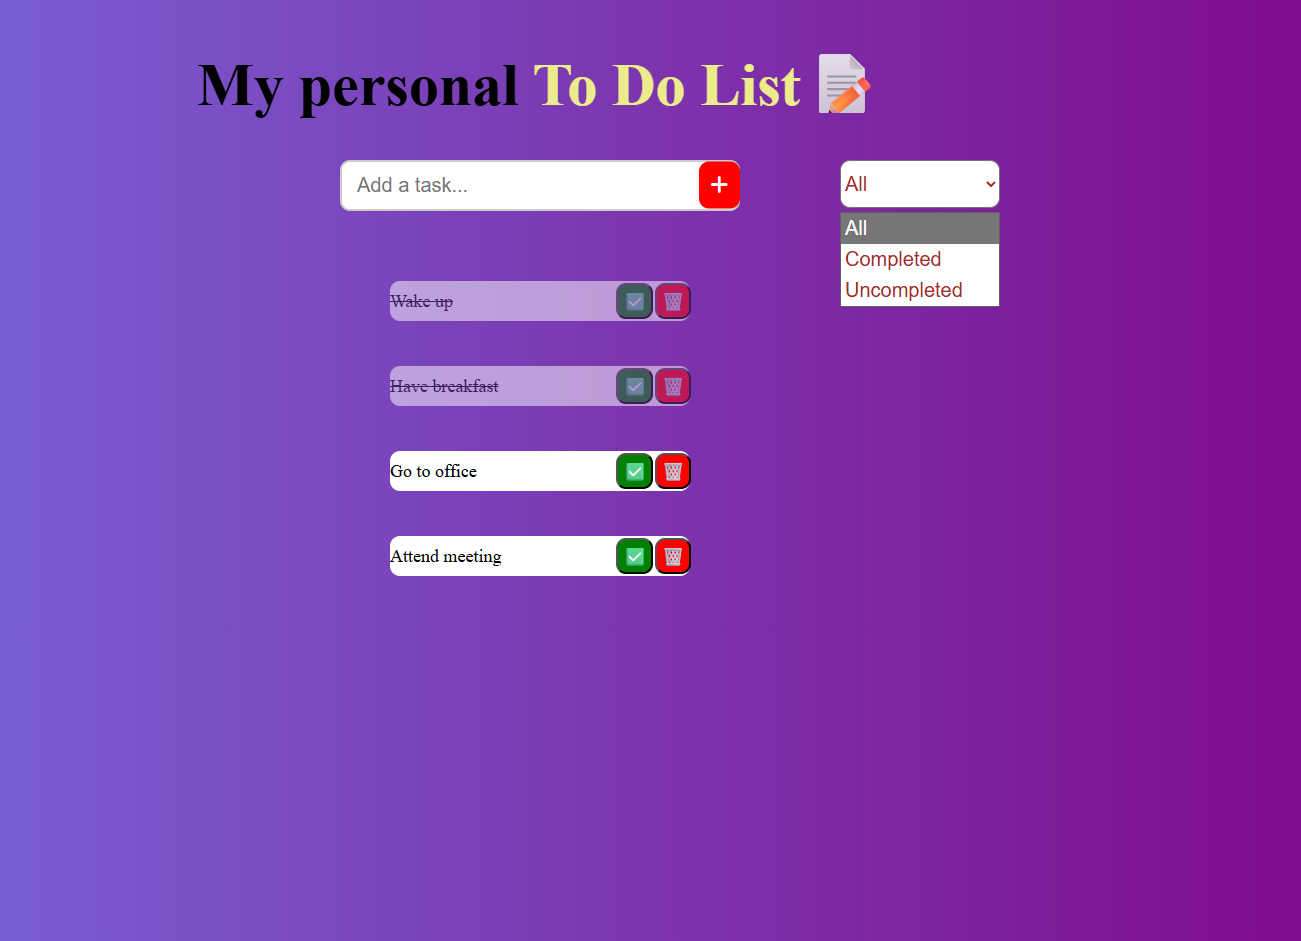 My personal To Do List
Add a task... +
All
All
Completed
Uncompleted
Wake up
Have breakfast
Go to office
Attend meeting